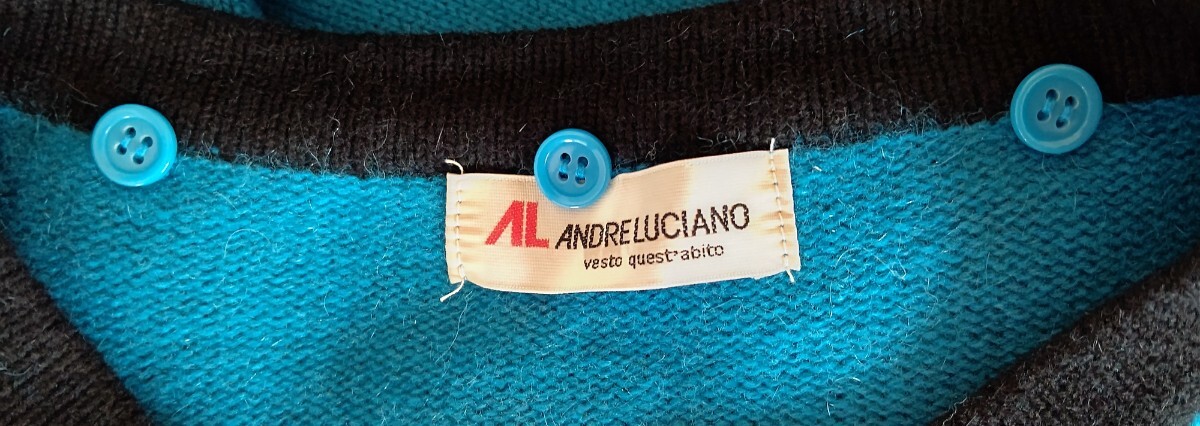 AL ANDRELUCIANO
vesto quest'abito